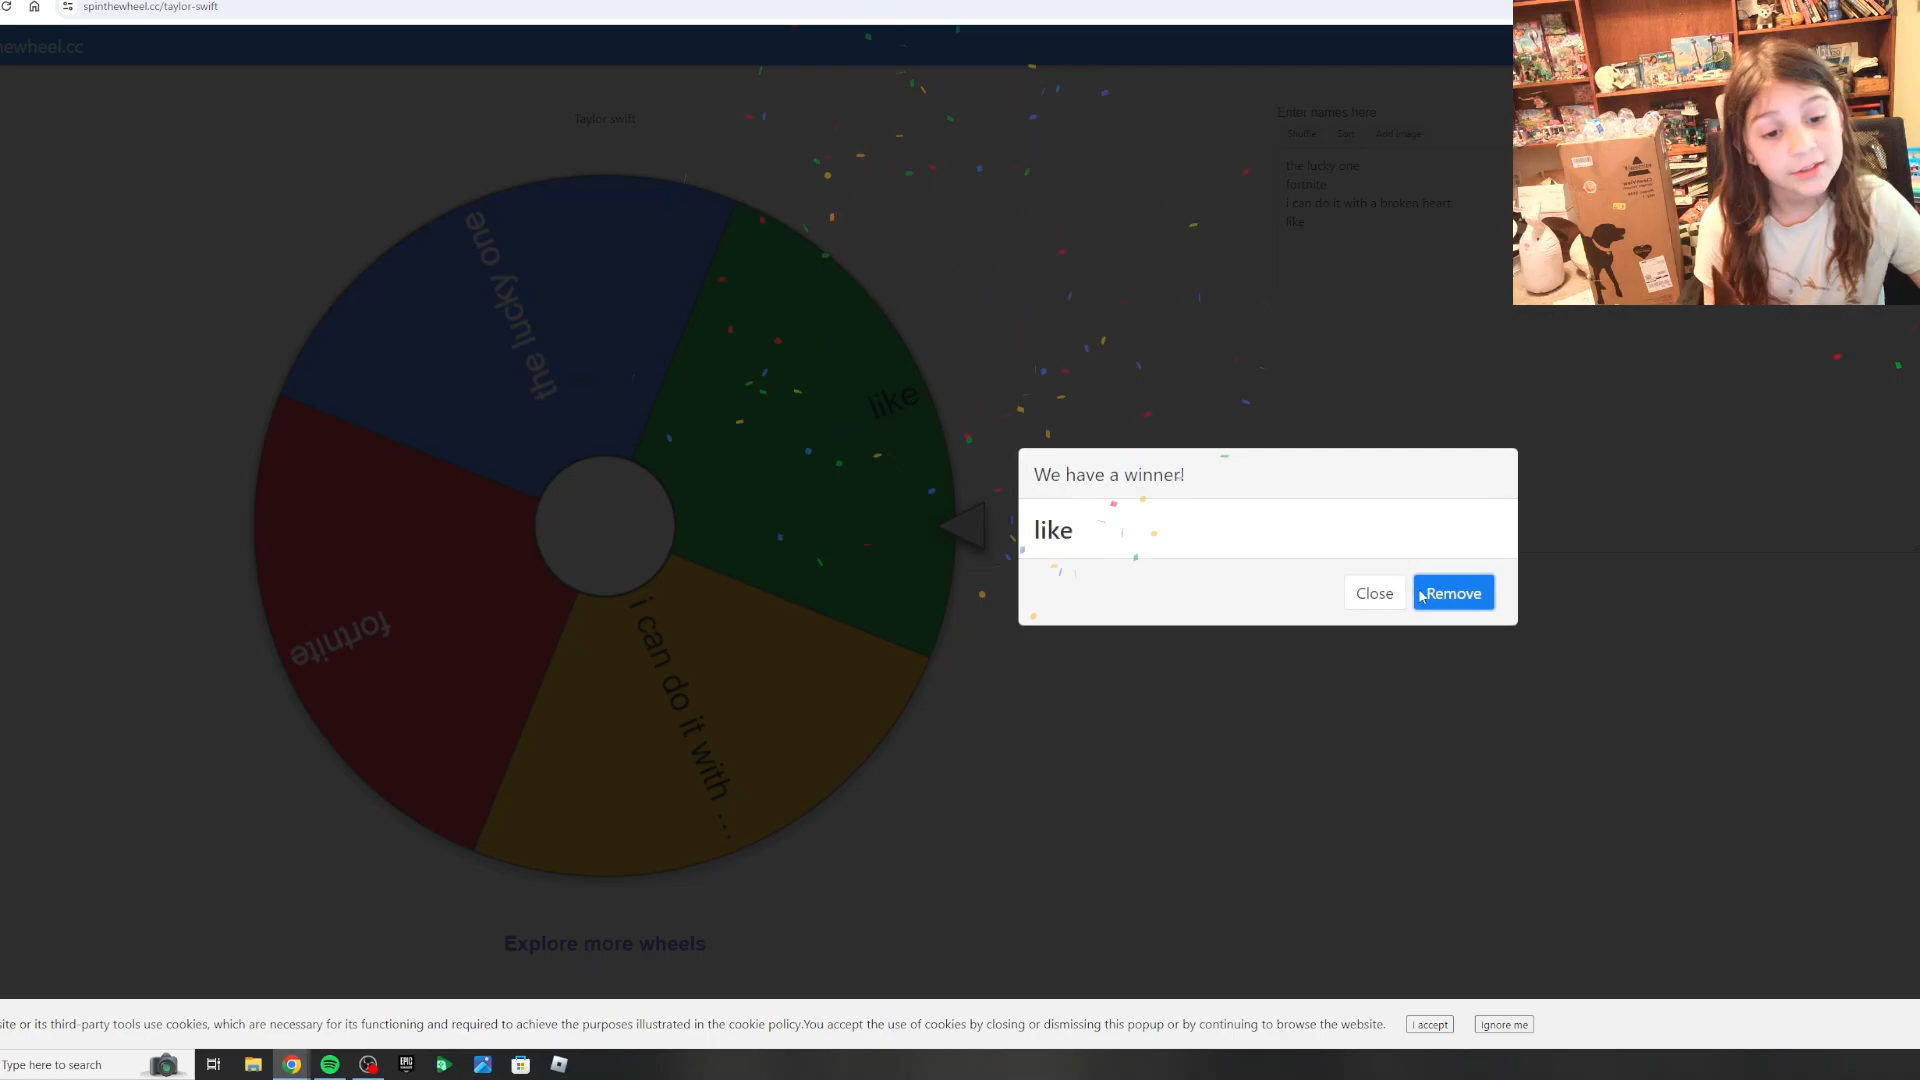 spinthewheel.cc/taylor-swift
ewheel.cc
Taylor swift
Enter names here
Shuffle Sort Add image
the lucky one
fortnite
i can do it with a broken heart
like
the lucky one
like
fortnite
i can do it with ...
We have a winner!
like
Close Remove
Explore more wheels
ite or its third-party tools use cookies, which are necessary for its functioning and required to achieve the purposes illustrated in the cookie policy.You accept the use of cookies by closing or dismissing this popup or by continuing to browse the website. I accept Ignore me
Type here to search
EPIC